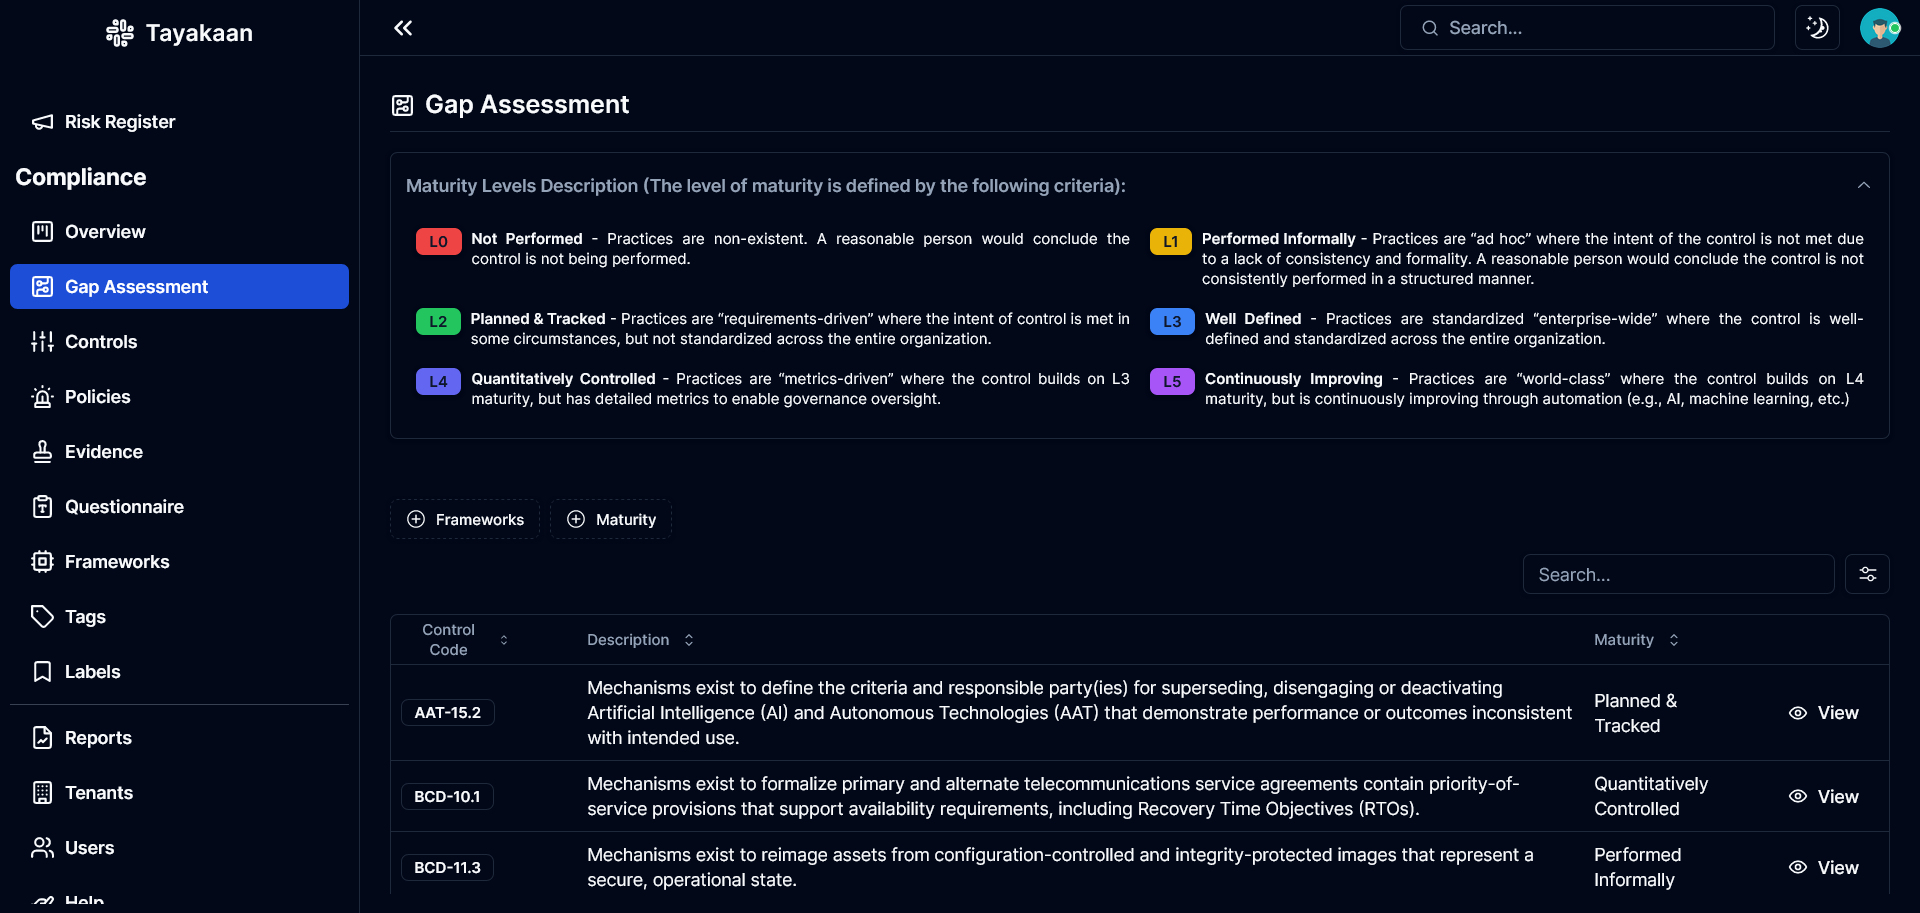 Tayakaan
Search...
Risk Register
Compliance
Overview
Gap Assessment
Controls
Policies
Evidence
Questionnaire
Frameworks
Tags
Labels
Reports
Tenants
Users
Help
Gap Assessment
Maturity Levels Description (The level of maturity is defined by the following criteria):
L0 Not Performed - Practices are non-existent. A reasonable person would conclude the
control is not being performed.
L1 Performed Informally - Practices are “ad hoc” where the intent of the control is not met due
to a lack of consistency and formality. A reasonable person would conclude the control is not
consistently performed in a structured manner.
L2 Planned & Tracked - Practices are “requirements-driven” where the intent of control is met in
some circumstances, but not standardized across the entire organization.
L3 Well Defined - Practices are standardized “enterprise-wide” where the control is well-
defined and standardized across the entire organization.
L4 Quantitatively Controlled - Practices are “metrics-driven” where the control builds on L3
maturity, but has detailed metrics to enable governance oversight.
L5 Continuously Improving - Practices are “world-class” where the control builds on L4
maturity, but is continuously improving through automation (e.g., AI, machine learning, etc.)
Frameworks
Maturity
Search...
Control
Code
Description
Maturity
AAT-15.2
Mechanisms exist to define the criteria and responsible party(ies) for superseding, disengaging or deactivating
Artificial Intelligence (AI) and Autonomous Technologies (AAT) that demonstrate performance or outcomes inconsistent
with intended use.
Planned &
Tracked
View
BCD-10.1
Mechanisms exist to formalize primary and alternate telecommunications service agreements contain priority-of-
service provisions that support availability requirements, including Recovery Time Objectives (RTOs).
Quantitatively
Controlled
View
BCD-11.3
Mechanisms exist to reimage assets from configuration-controlled and integrity-protected images that represent a
secure, operational state.
Performed
Informally
View